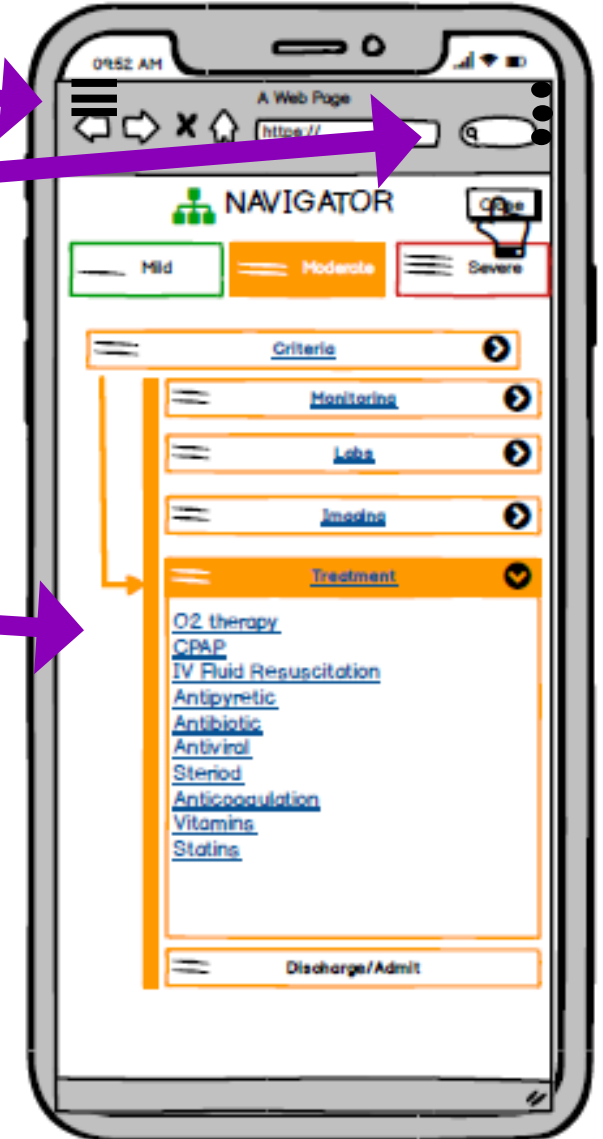 09:52 AM
A Web Page
https://
NAVIGATOR
Close
Mild
Moderate
Severe
Criteria
Monitoring
Labs
Imaging
Treatment
O2 therapy
CPAP
IV Fluid Resuscitation
Antipyretic
Antibiotic
Antiviral
Steriod
Anticoagulation
Vitamins
Statins
Discharge/Admit